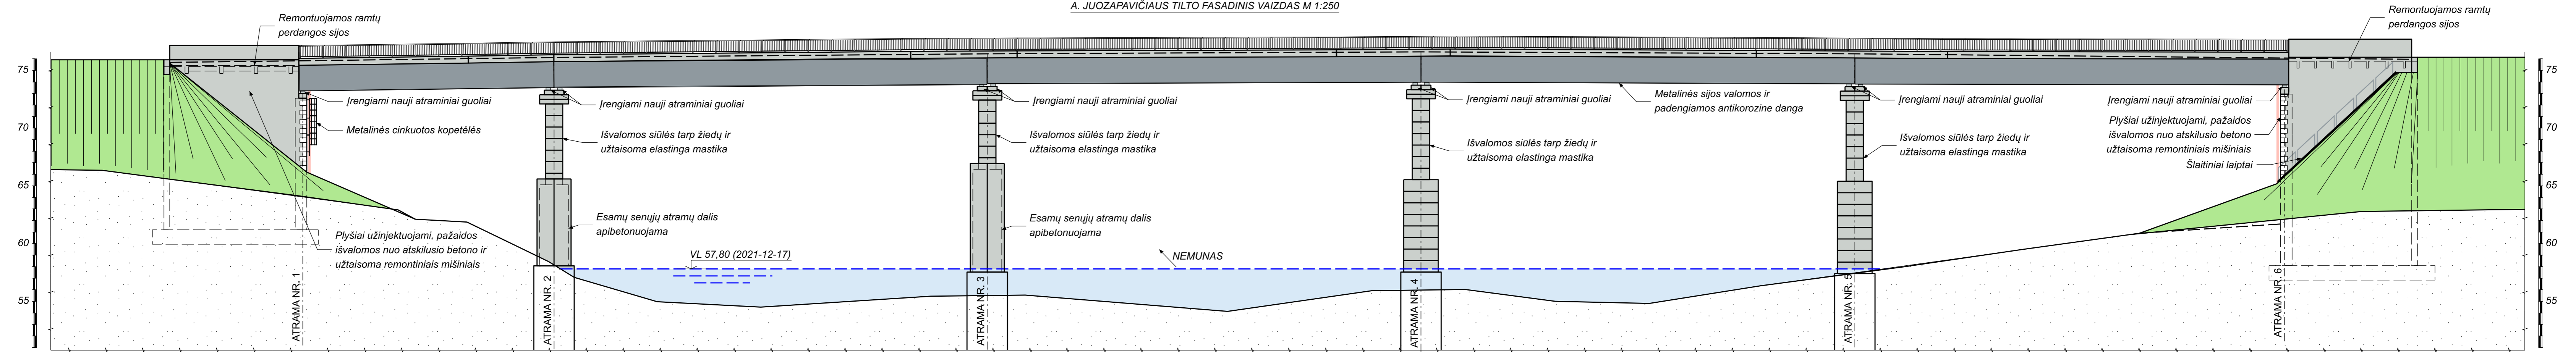 A. JUOZAPAVIČIAUS TILTO FASADINIS VAIZDAS M 1:250
Remontuojamos ramtų
perdangos sijos
Remontuojamos ramtų
perdangos sijos
75
70
65
60
55
75
70
65
60
55
Įrengiami nauji atraminiai guoliai
Metalinės cinkuotos kopetėlės
Plyšiai užinjektuojami, pažaidos
išvalomos nuo atskilusio betono ir
užtaisoma remontiniais mišiniais
ATRAMA NR. 1
Įrengiami nauji atraminiai guoliai
Išvalomos siūlės tarp žiedų ir
užtaisoma elastinga mastika
Esamų senųjų atramų dalis
apibetonuojama
ATRAMA NR. 2
VL 57,80 (2021-12-17)
Įrengiami nauji atraminiai guoliai
Išvalomos siūlės tarp žiedų ir
užtaisoma elastinga mastika
Esamų senųjų atramų dalis
apibetonuojama
ATRAMA NR. 3
NEMUNAS
Įrengiami nauji atraminiai guoliai
Išvalomos siūlės tarp žiedų ir
užtaisoma elastinga mastika
ATRAMA NR. 4
Metalinės sijos valomos ir
padengiamos antikorozine danga
Įrengiami nauji atraminiai guoliai
Išvalomos siūlės tarp žiedų ir
užtaisoma elastinga mastika
ATRAMA NR. 5
Įrengiami nauji atraminiai guoliai
Plyšiai užinjektuojami, pažaidos
išvalomos nuo atskilusio betono
užtaisoma remontiniais mišiniais
Šlaitiniai laiptai
ATRAMA NR. 6